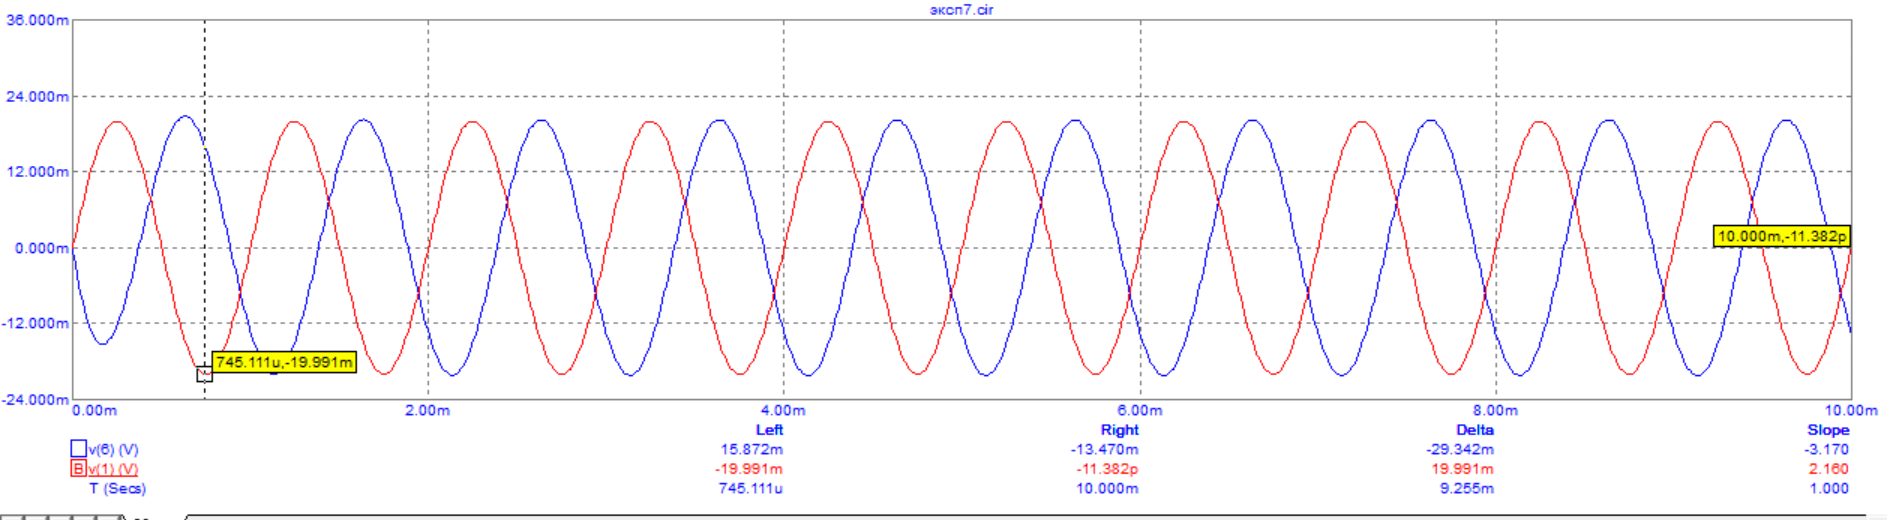 эксп7.cir
36.000m
24.000m
12.000m
0.000m
-12.000m
-24.000m
10.000m,-11.382p
745.111u,-19.991m
0.00m 2.00m 4.00m 6.00m 8.00m 10.00m
Left Right Delta Slope
v(6) (V) 15.872m -13.470m -29.342m -3.170
B v(1) (V) -19.991m -11.382p 19.991m 2.160
T (Secs) 745.111u 10.000m 9.255m 1.000